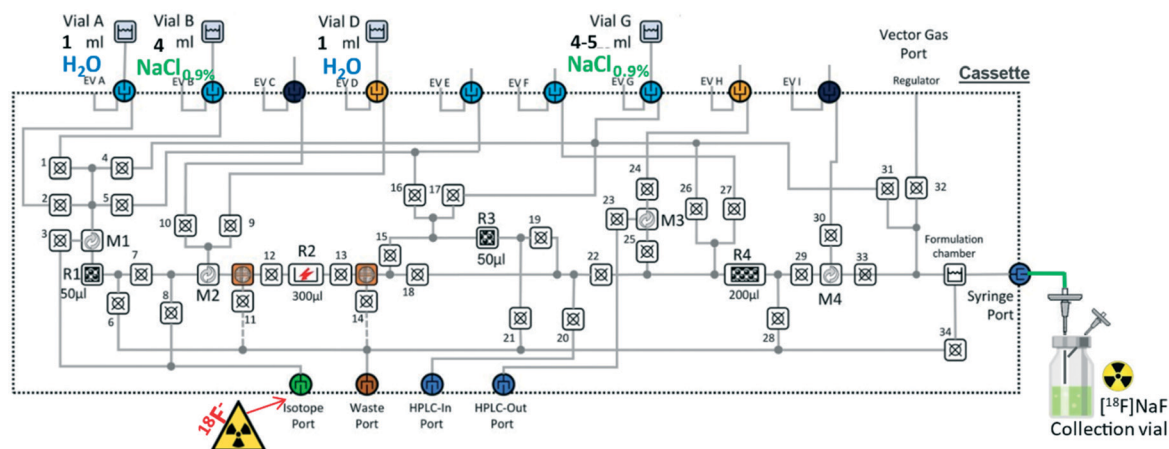 Vial A
1 ml
H2O
Vial B
4 ml
NaCl0.9%
Vial D
1 ml
H2O
Vial G
4-5 ml
NaCl0.9%
Vector Gas
Port
Regulator
Cassette
EV A
EV B
EV C
EV D
EV E
EV F
EV G
EV H
EV I
1
4
2
5
3
M1
R1
50µl
7
6
8
10
9
M2
11
12
R2
300µl
13
14
15
16
17
R3
50µl
18
19
21
20
22
23
24
M3
25
26
27
R4
200µl
28
29
30
M4
31
32
33
34
Formulation
chamber
Syringe
Port
18F-
Isotope
Port
Waste
Port
HPLC-In
Port
HPLC-Out
Port
[18F]NaF
Collection vial